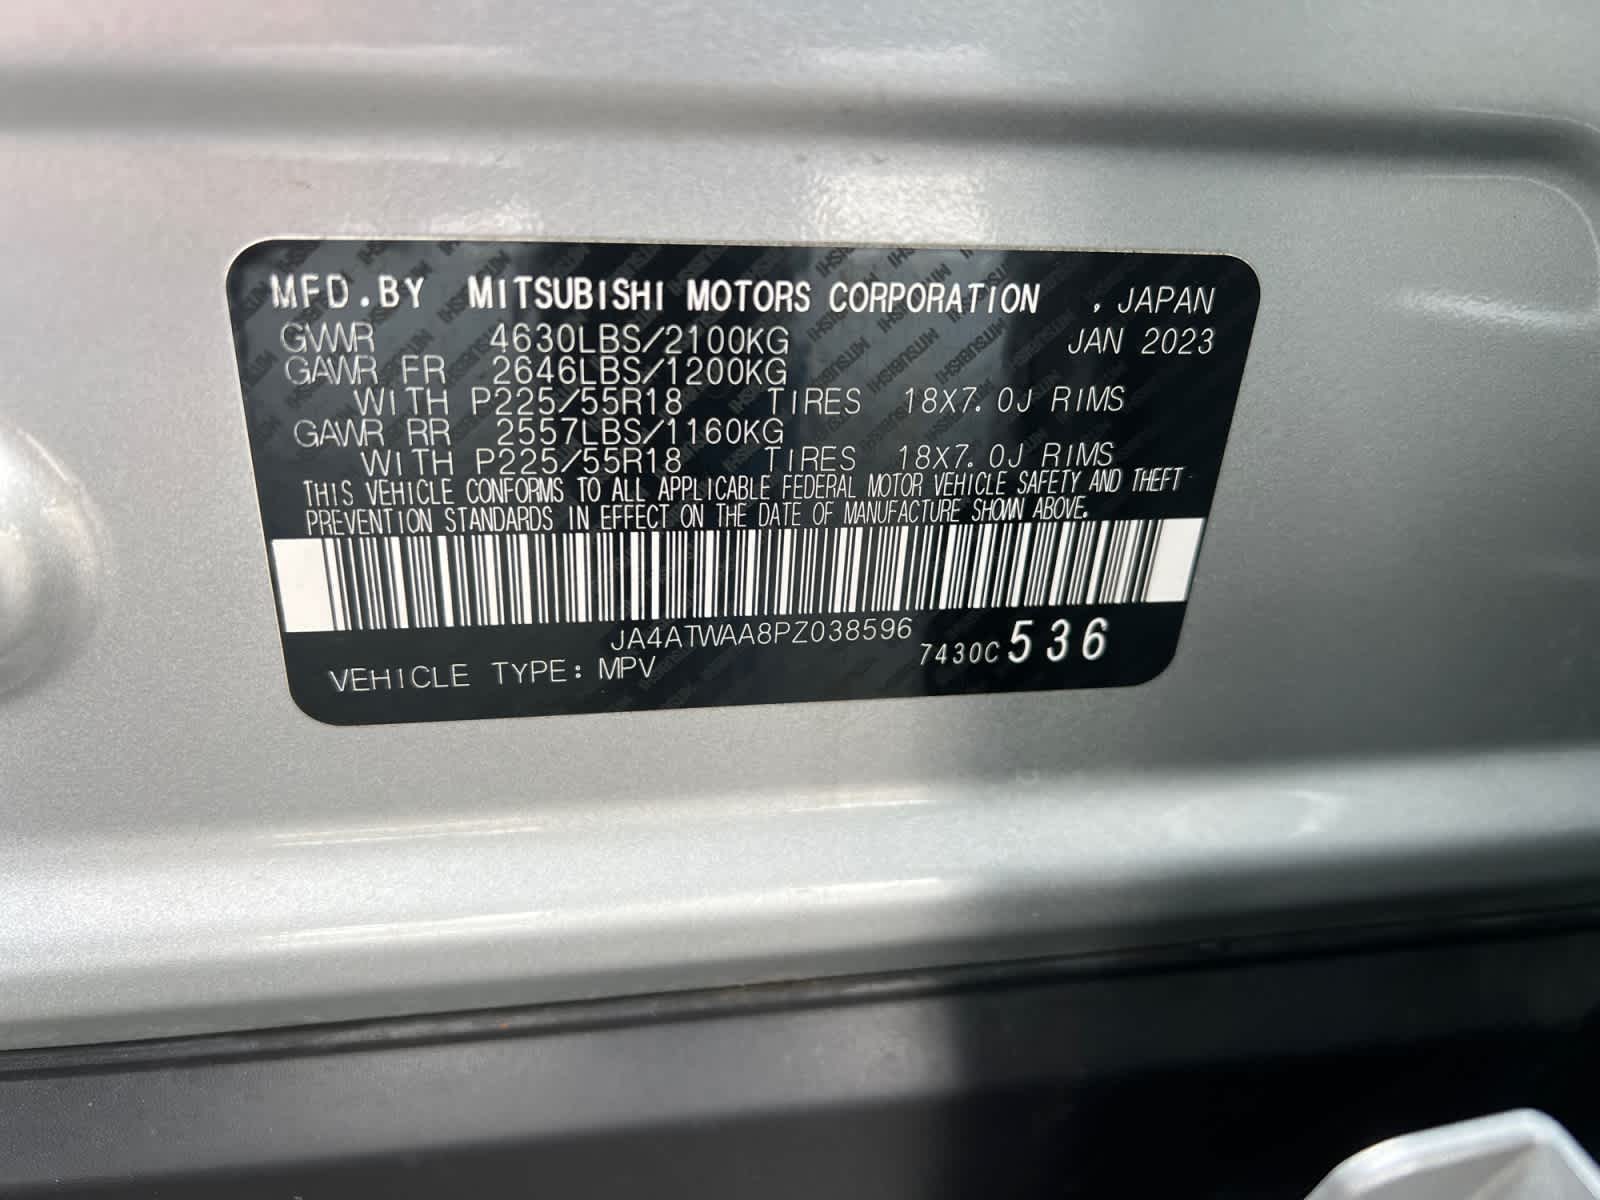 MFD.BY MITSUBISHI MOTORS CORPORATION , JAPAN
GVWR 4630LBS/2100KG JAN 2023
GAWR FR 2646LBS/1200KG
WITH P225/55R18 TIRES 18X7.0J RIMS
GAWR RR 2557LBS/1160KG
WITH P225/55R18 TIRES 18X7.0J RIMS
THIS VEHICLE CONFORMS TO ALL APPLICABLE FEDERAL MOTOR VEHICLE SAFETY AND THEFT
PREVENTION STANDARDS IN EFFECT ON THE DATE OF MANUFACTURE SHOWN ABOVE.
JA4ATWAA8PZ038596
7430C 536
VEHICLE TYPE: MPV